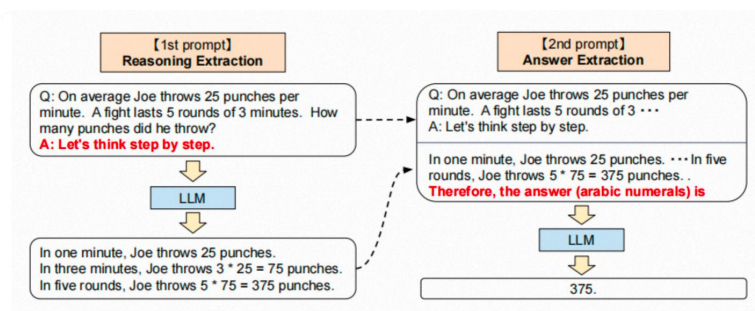 【1st prompt】
Reasoning Extraction
Q: On average Joe throws 25 punches per
minute. A fight lasts 5 rounds of 3 minutes. How
many punches did he throw?
A: Let's think step by step.
LLM
In one minute, Joe throws 25 punches.
In three minutes, Joe throws 3 * 25 = 75 punches.
In five rounds, Joe throws 5 * 75 = 375 punches.
【2nd prompt】
Answer Extraction
Q: On average Joe throws 25 punches per
minute. A fight lasts 5 rounds of 3 ···
A: Let's think step by step.
In one minute, Joe throws 25 punches. ···In five
rounds, Joe throws 5 * 75 = 375 punches. .
Therefore, the answer (arabic numerals) is
LLM
375.